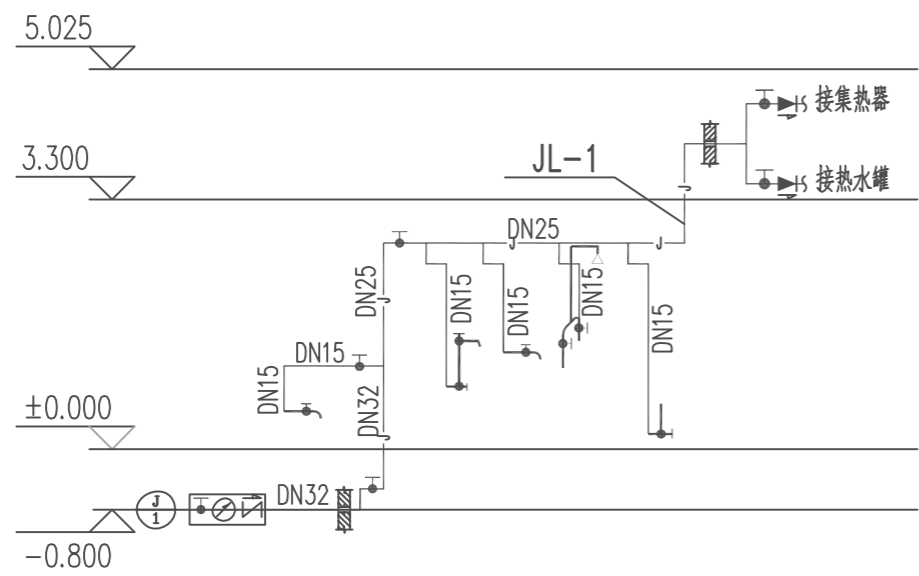 5.025
接集热器
3.300
JL-1
接热水罐
J
DN25
J
J
DN25
J
DN15
DN15
DN15
DN15
DN15
DN15
DN32
J
±0.000
J
1
DN32
-0.800